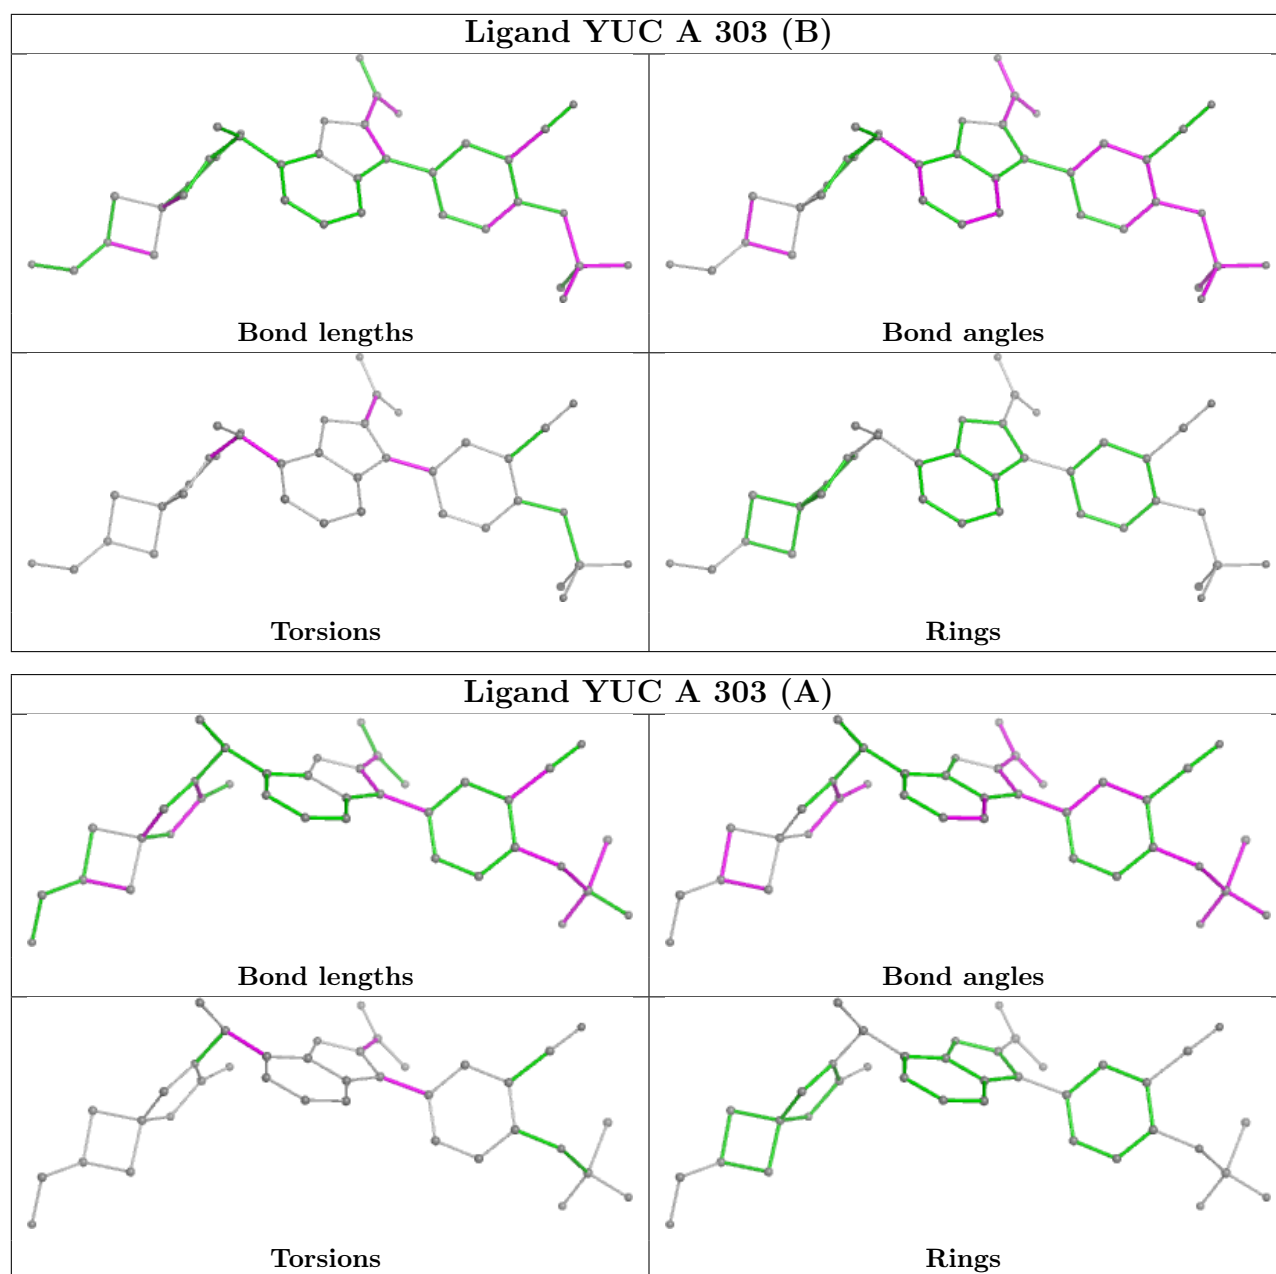 Ligand YUC A 303 (B)
Bond lengths
Bond angles
Torsions
Rings
Ligand YUC A 303 (A)
Bond lengths
Bond angles
Torsions
Rings